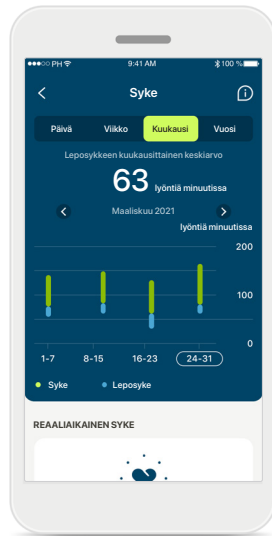 PH 9:41 AM 100 %
Syke
Päivä Viikko Kuukausi Vuosi
Leposykkeen kuukausittainen keskiarvo
63 lyöntiä minuutissa
Maaliskuu 2021
lyöntiä minuutissa
200
100
0
1-7 8-15 16-23 24-31
Syke Leposyke
REAALIAIKAINEN SYKE